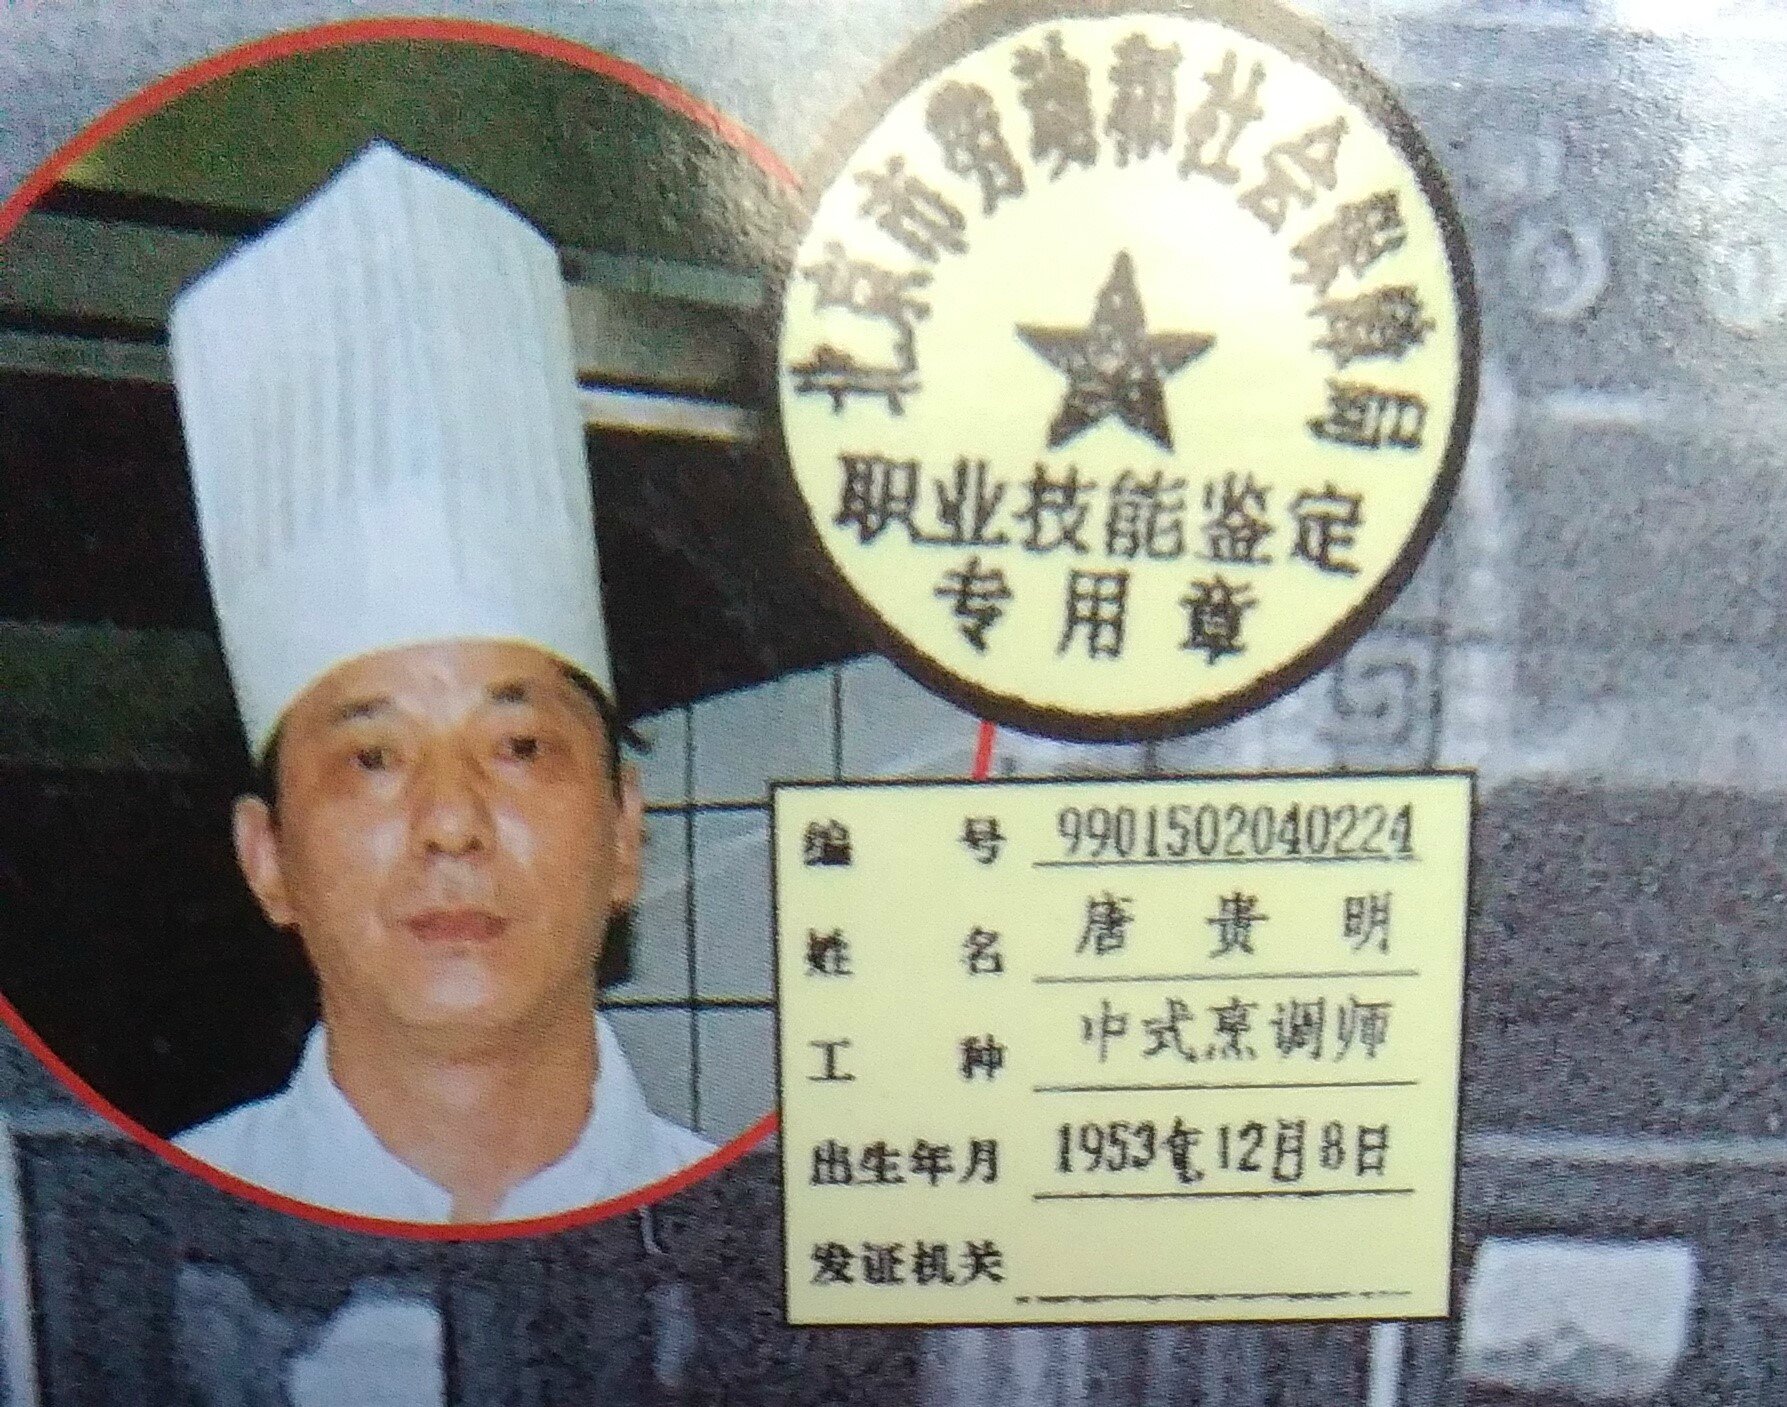 北京市劳动和社会保障局
职业技能鉴定
专用章
编号 9901502040224
姓名 唐贵明
工种 中式烹调师
出生年月 1953年12月8日
发证机关